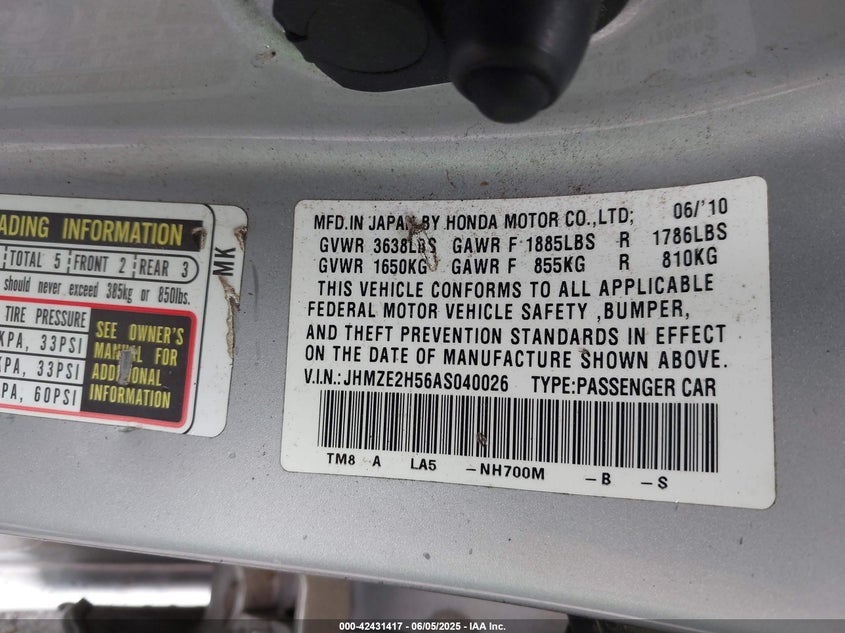 ADING INFORMATION
TOTAL 5 FRONT 2 REAR 3
should never exceed 385kg or 850lbs.
TIRE PRESSURE
KPA, 33PSI
KPA, 33PSI
KPA, 60PSI
SEE OWNER'S
MANUAL FOR
ADDITIONAL
INFORMATION
MK
MFD.IN JAPAN BY HONDA MOTOR CO.,LTD; 06/'10
GVWR 3638LBS GAWR F 1885LBS R 1786LBS
GVWR 1650KG GAWR F 855KG R 810KG
THIS VEHICLE CONFORMS TO ALL APPLICABLE
FEDERAL MOTOR VEHICLE SAFETY ,BUMPER,
AND THEFT PREVENTION STANDARDS IN EFFECT
ON THE DATE OF MANUFACTURE SHOWN ABOVE.
V.I.N.: JHMZE2H56AS040026 TYPE:PASSENGER CAR
TM8 A LA5 -NH700M -B -S
000-42431417 - 06/05/2025 - IAA Inc.